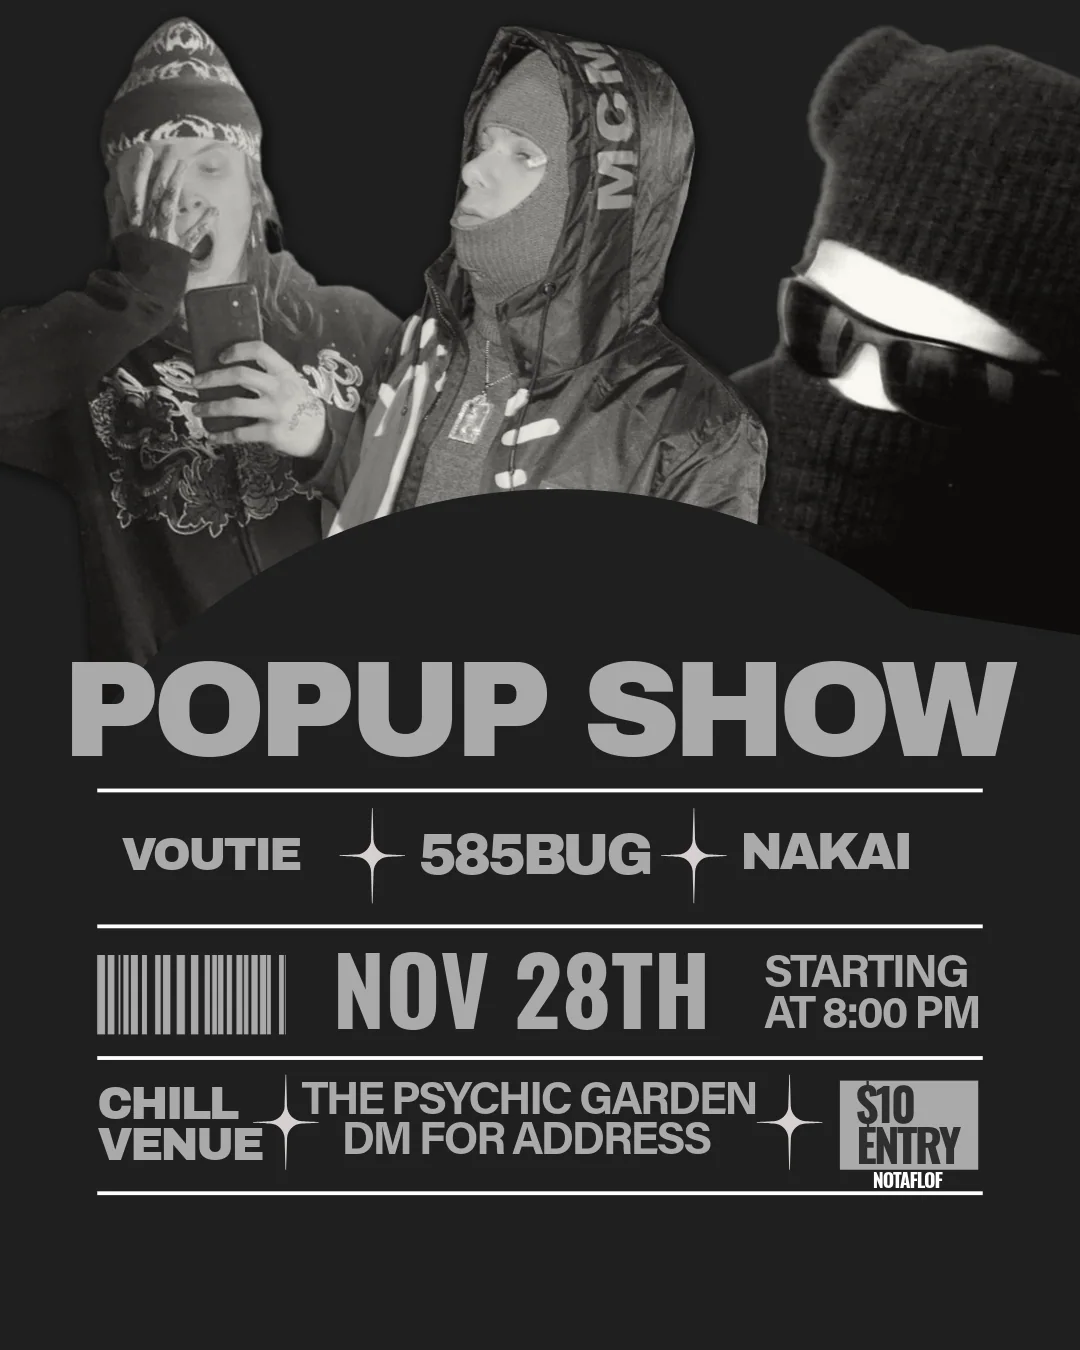 MCM
POPUP SHOW
VOUTIE 585BUG NAKAI
NOV 28TH
STARTING
AT 8:00 PM
CHILL
VENUE
THE PSYCHIC GARDEN
DM FOR ADDRESS
$10
ENTRY
NOTAFLOF